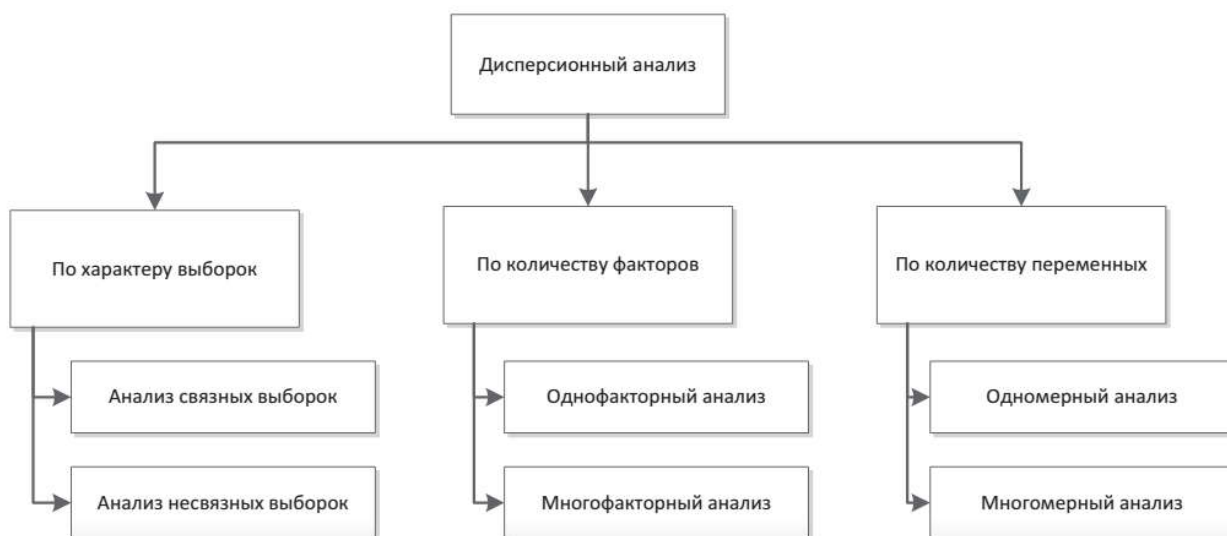 Дисперсионный анализ
По характеру выборок
По количеству факторов
По количеству переменных
Анализ связных выборок
Однофакторный анализ
Одномерный анализ
Анализ несвязных выборок
Многофакторный анализ
Многомерный анализ